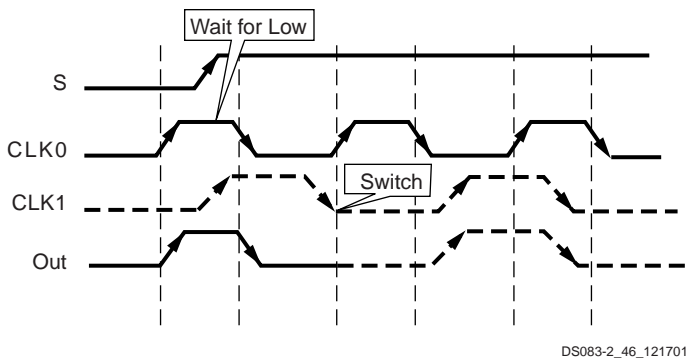 Wait for Low
S
CLK0
CLK1
Switch
Out
DS083-2_46_121701